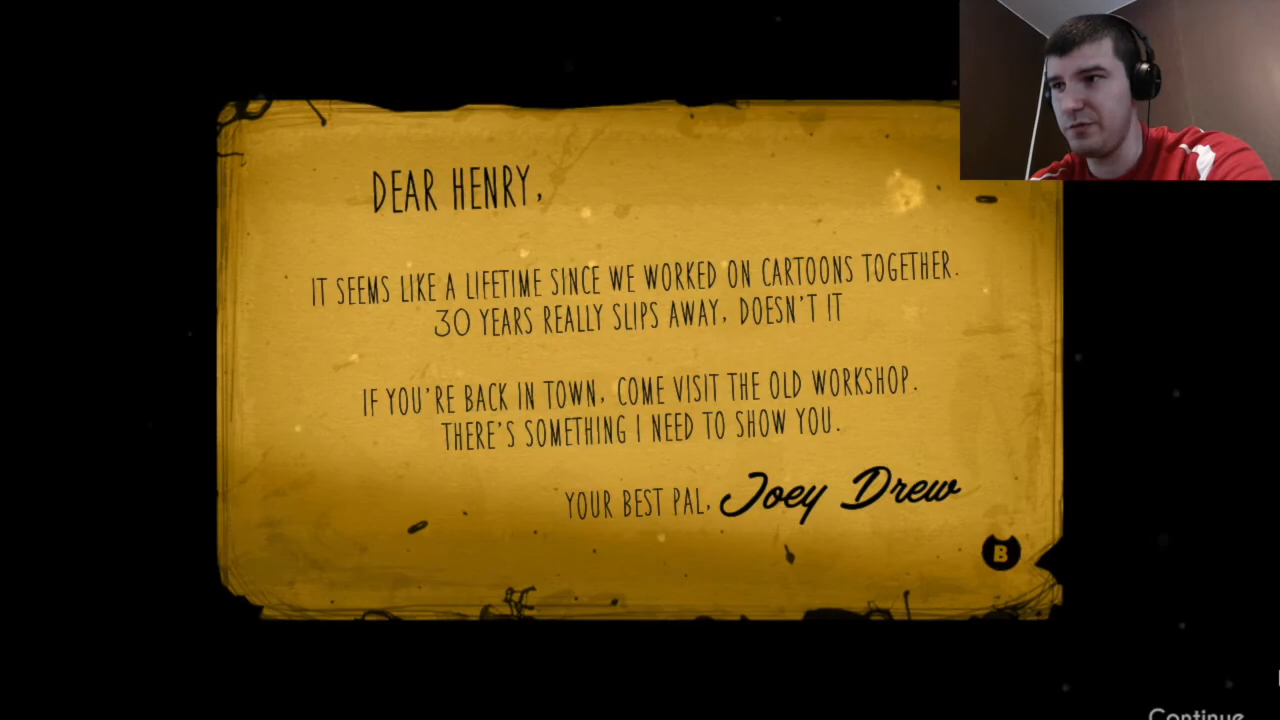 DEAR HENRY,
IT SEEMS LIKE A LIFETIME SINCE WE WORKED ON CARTOONS TOGETHER.
30 YEARS REALLY SLIPS AWAY, DOESN'T IT
IF YOU'RE BACK IN TOWN, COME VISIT THE OLD WORKSHOP.
THERE'S SOMETHING I NEED TO SHOW YOU.
YOUR BEST PAL, Joey Drew
B
Continue